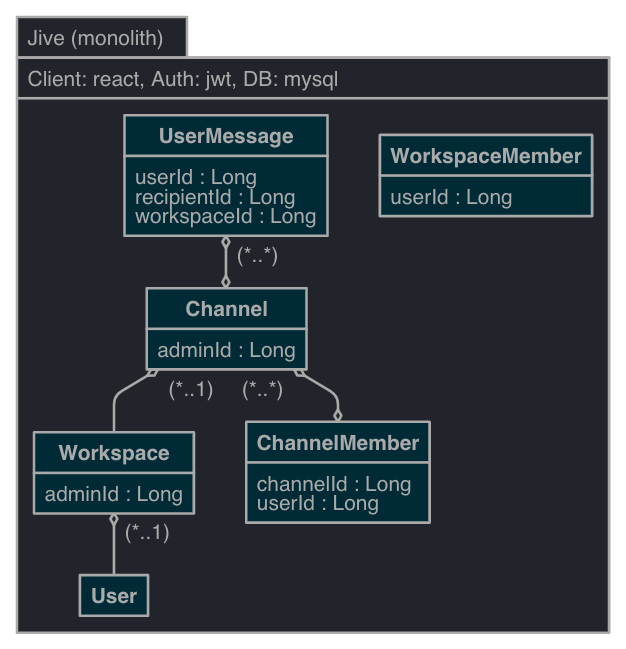 Jive (monolith)
Client: react, Auth: jwt, DB: mysql
UserMessage
userId : Long
recipientId : Long
workspaceId : Long
WorkspaceMember
userId : Long
(*..*)
Channel
adminId : Long
(*..1)
(*..*)
Workspace
adminId : Long
ChannelMember
channelId : Long
userId : Long
(*..1)
User